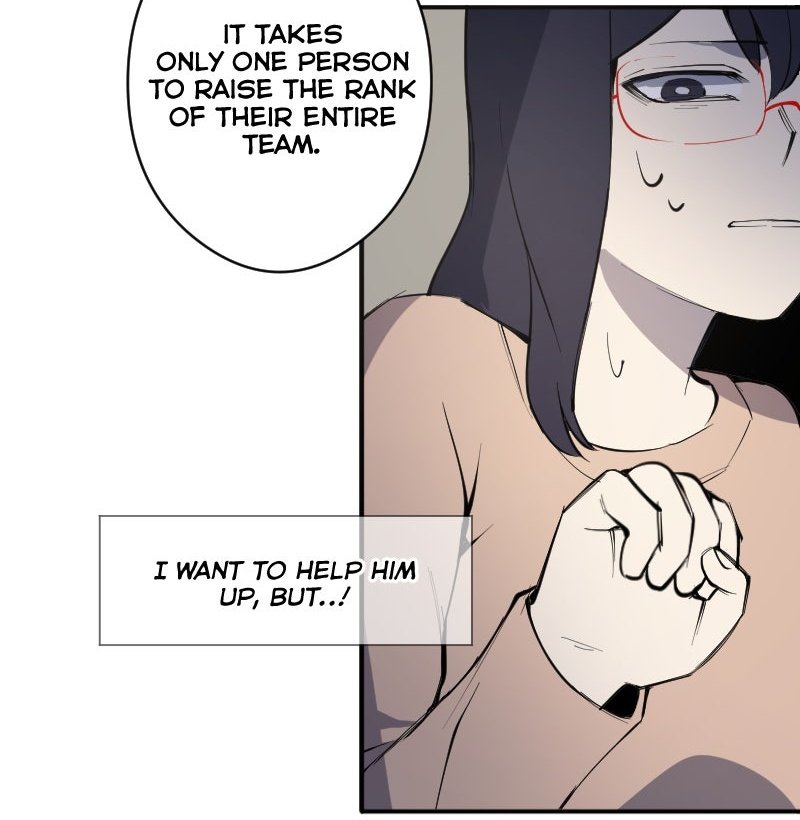 IT TAKES
ONLY ONE PERSON
TO RAISE THE RANK
OF THEIR ENTIRE
TEAM.
I WANT TO HELP HIM
UP, BUT..!